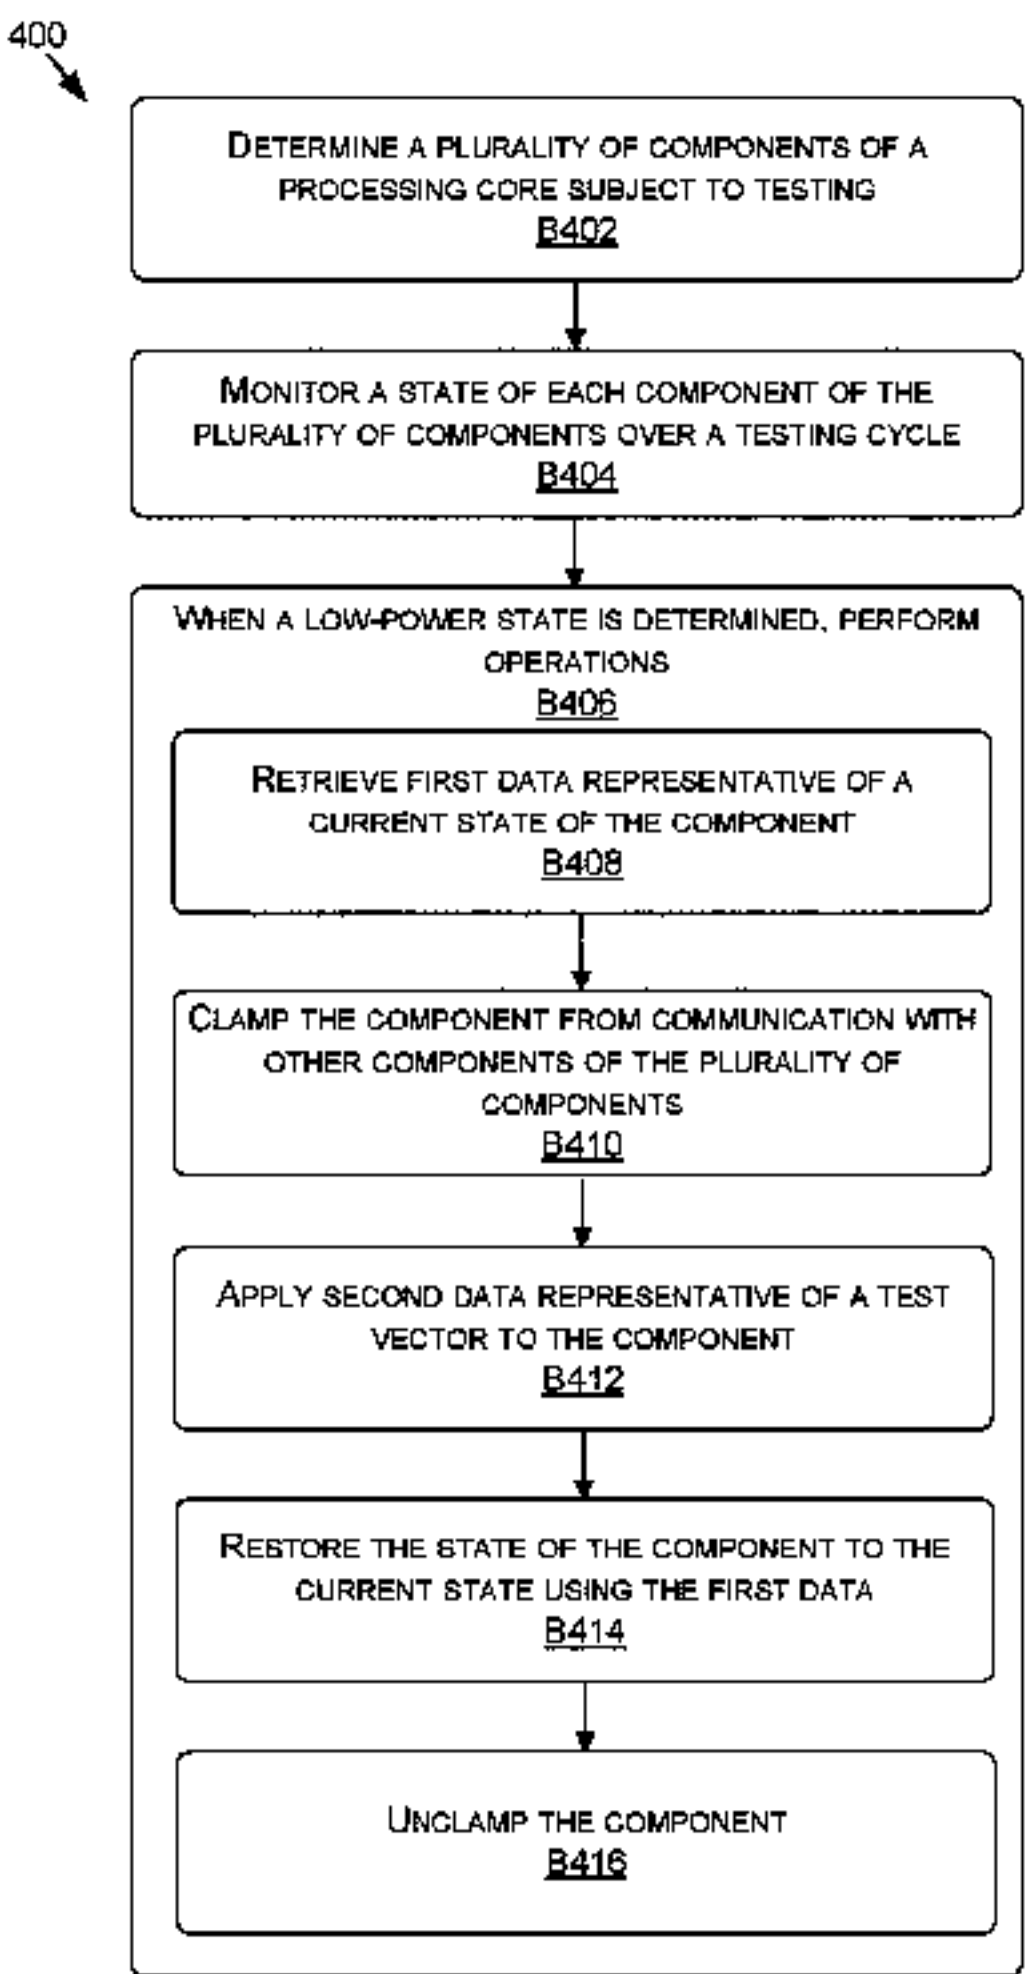 400
DETERMINE A PLURALITY OF COMPONENTS OF A
PROCESSING CORE SUBJECT TO TESTING
B402
MONITOR A STATE OF EACH COMPONENT OF THE
PLURALITY OF COMPONENTS OVER A TESTING CYCLE
B404
WHEN A LOW-POWER STATE IS DETERMINED, PERFORM
OPERATIONS
B406
RETRIEVE FIRST DATA REPRESENTATIVE OF A
CURRENT STATE OF THE COMPONENT
B408
CLAMP THE COMPONENT FROM COMMUNICATION WITH
OTHER COMPONENTS OF THE PLURALITY OF
COMPONENTS
B410
APPLY SECOND DATA REPRESENTATIVE OF A TEST
VECTOR TO THE COMPONENT
B412
RESTORE THE STATE OF THE COMPONENT TO THE
CURRENT STATE USING THE FIRST DATA
B414
UNCLAMP THE COMPONENT
B416